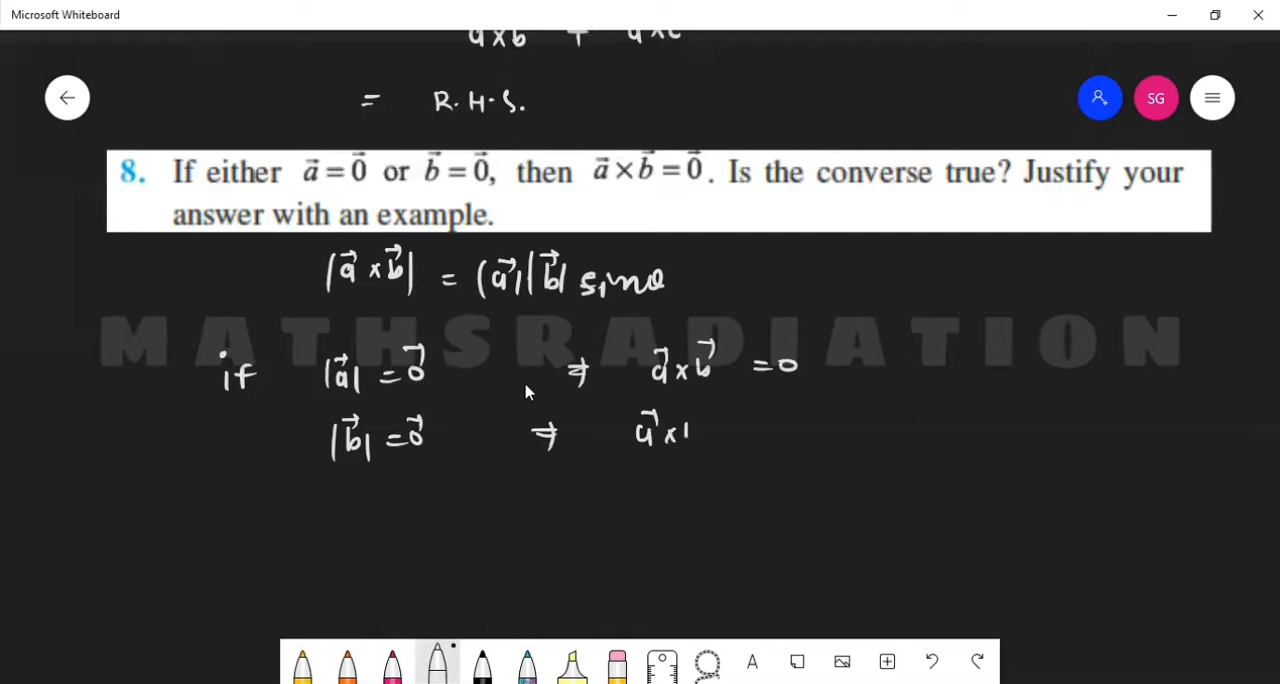 Microsoft Whiteboard
a×b + a×c
= R.H.S.
SG
8. If either a⃗ = 0⃗ or b⃗ = 0⃗, then a⃗ × b⃗ = 0⃗. Is the converse true? Justify your
answer with an example.
|a⃗ × b⃗| = |a⃗||b⃗| sinθ
MATHSRADIATION
if |a⃗| = 0⃗ ⇒ a⃗ × b⃗ = 0
|b⃗| = 0⃗ ⇒ a⃗ × l
A